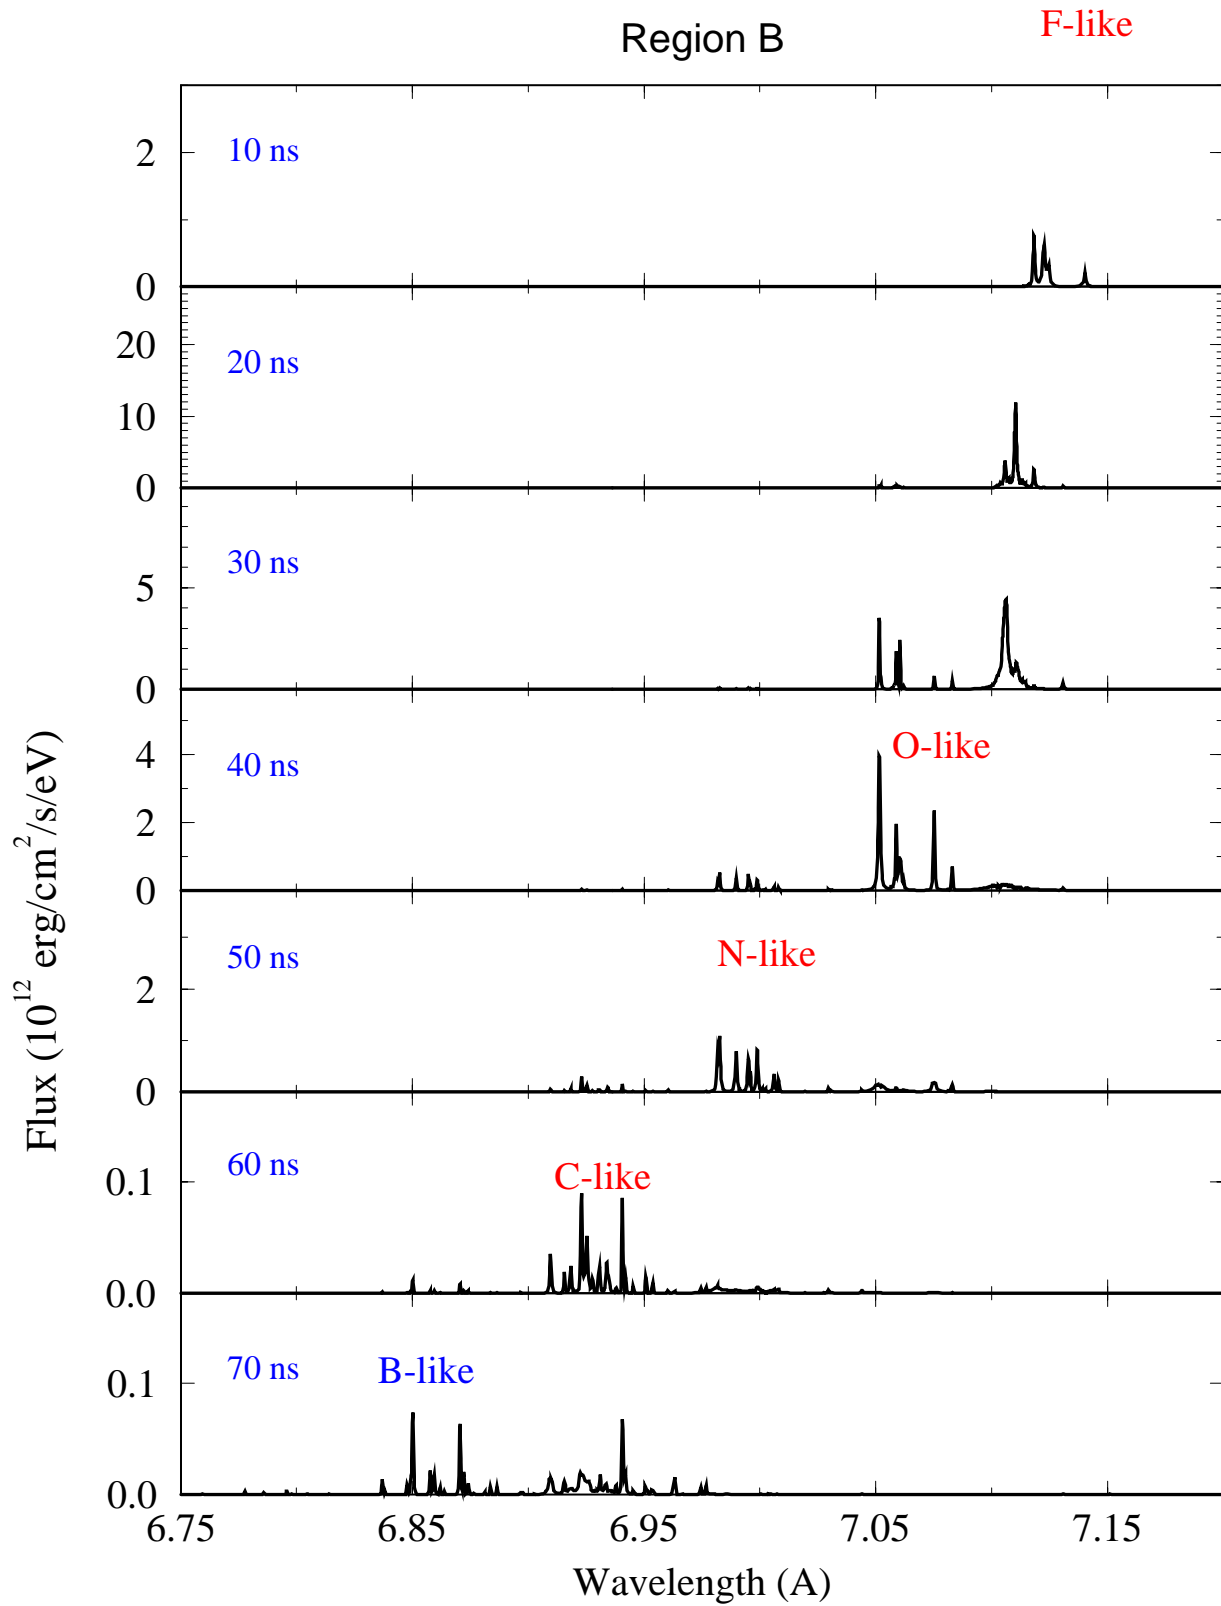 F-like
Region B
10 ns
2
0
20 ns
20
10
0
30 ns
5
0
40 ns
O-like
4
2
0
50 ns
N-like
2
0
60 ns
C-like
0.1
0.0
70 ns
B-like
0.1
0.0
Flux (10^12 erg/cm^2/s/eV)
6.75 6.85 6.95 7.05 7.15
Wavelength (A)